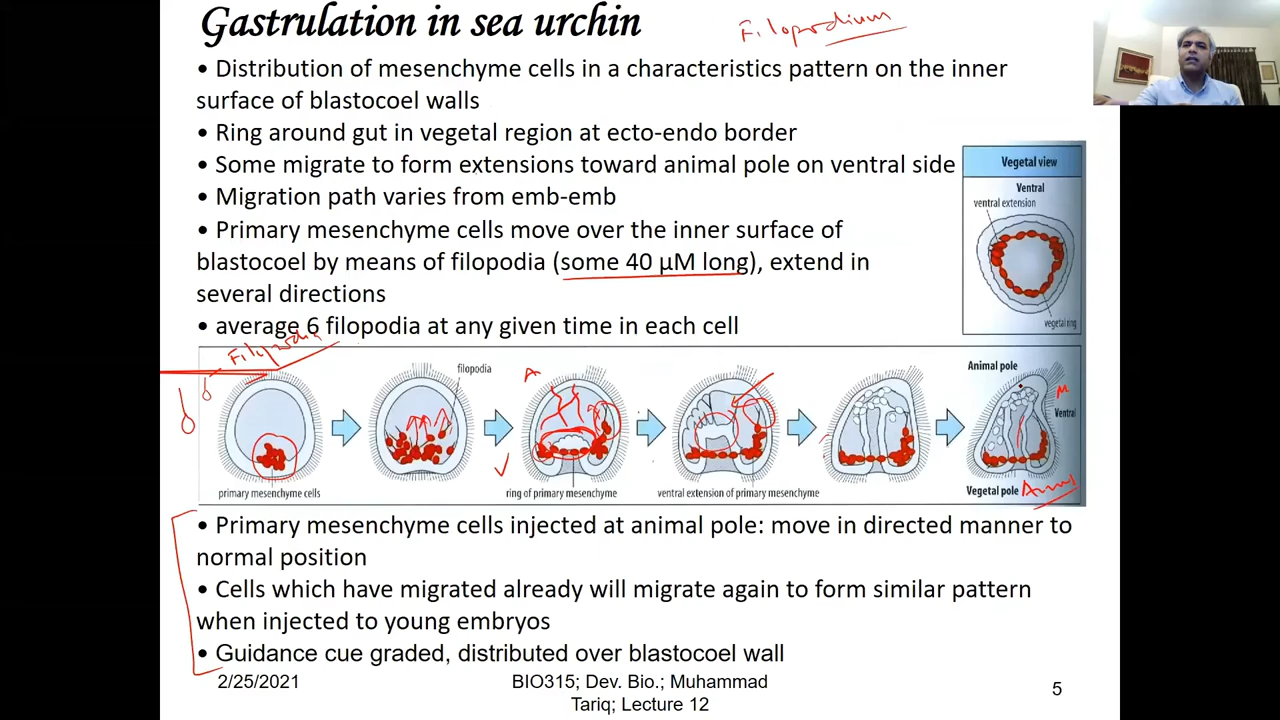 Gastrulation in sea urchin
Filopodium
• Distribution of mesenchyme cells in a characteristics pattern on the inner
surface of blastocoel walls
• Ring around gut in vegetal region at ecto-endo border
• Some migrate to form extensions toward animal pole on ventral side
• Migration path varies from emb-emb
• Primary mesenchyme cells move over the inner surface of
blastocoel by means of filopodia (some 40 µM long), extend in
several directions
• average 6 filopodia at any given time in each cell
Vegetal view
Ventral
ventral extension
vegetal ring
Filopodia
filopodia
A
Animal pole
M
Ventral
primary mesenchyme cells
ring of primary mesenchyme
ventral extension of primary mesenchyme
Vegetal pole Anus
• Primary mesenchyme cells injected at animal pole: move in directed manner to
normal position
• Cells which have migrated already will migrate again to form similar pattern
when injected to young embryos
• Guidance cue graded, distributed over blastocoel wall
2/25/2021
BIO315; Dev. Bio.; Muhammad
Tariq; Lecture 12
5